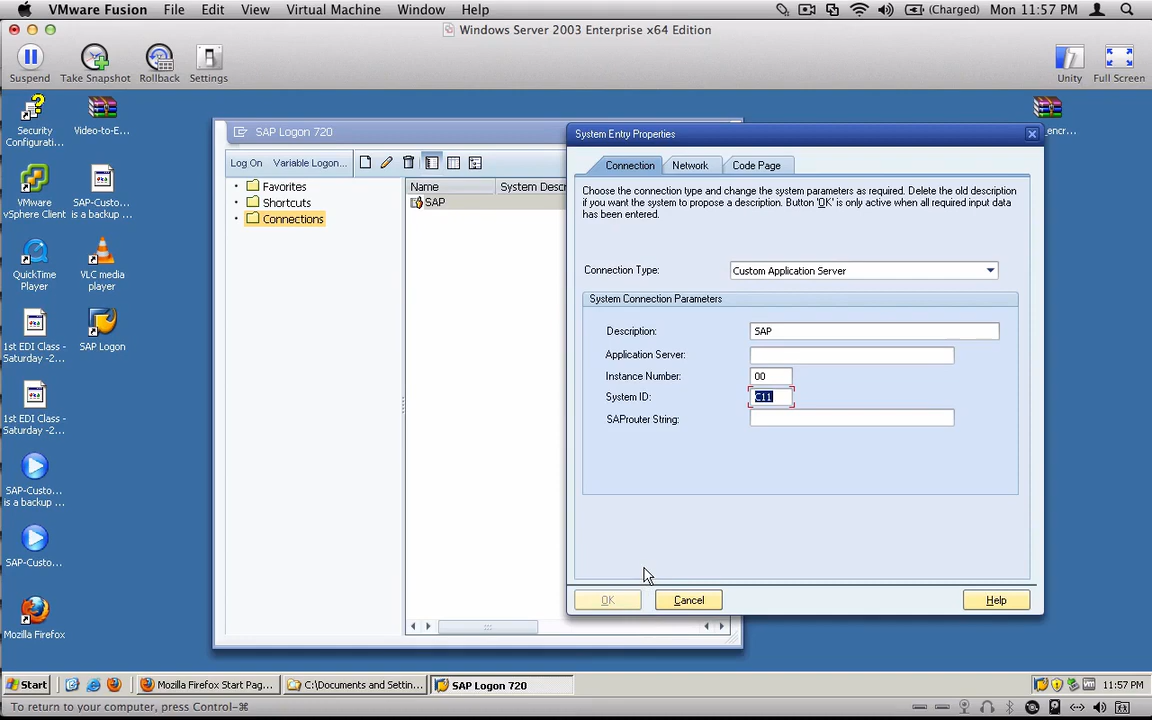 VMware Fusion File Edit View Virtual Machine Window Help (Charged) Mon 11:57 PM
Windows Server 2003 Enterprise x64 Edition
Suspend Take Snapshot Rollback Settings Unity Full Screen
Security Configurati...
Video-to-E...
_encr...
VMware vSphere Client
SAP-Custo... is a backup ...
QuickTime Player
VLC media player
1st EDI Class - Saturday -2...
SAP Logon
1st EDI Class - Saturday -2...
SAP-Custo... is a backup ...
SAP-Custo...
Mozilla Firefox
SAP Logon 720
Log On Variable Logon...
Favorites
Shortcuts
Connections
Name System Descr
SAP
System Entry Properties
Connection Network Code Page
Choose the connection type and change the system parameters as required. Delete the old description
if you want the system to propose a description. Button 'OK' is only active when all required input data
has been entered.
Connection Type: Custom Application Server
System Connection Parameters
Description: SAP
Application Server:
Instance Number: 00
System ID: C11
SAProuter String:
OK Cancel Help
Start Mozilla Firefox Start Pag... C:\Documents and Settin... SAP Logon 720 11:57 PM
To return to your computer, press Control-⌘